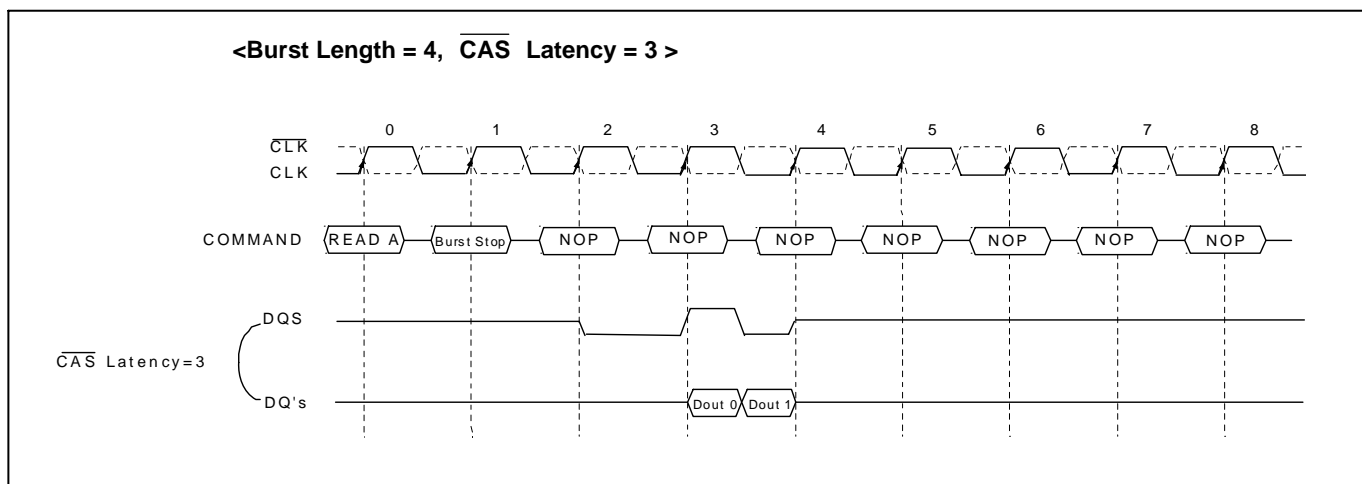 <Burst Length = 4, CAS Latency = 3 >
0 1 2 3 4 5 6 7 8
CLK
CLK
COMMAND READ A Burst Stop NOP NOP NOP NOP NOP NOP NOP
DQS
CAS Latency=3
DQ's Dout 0 Dout 1